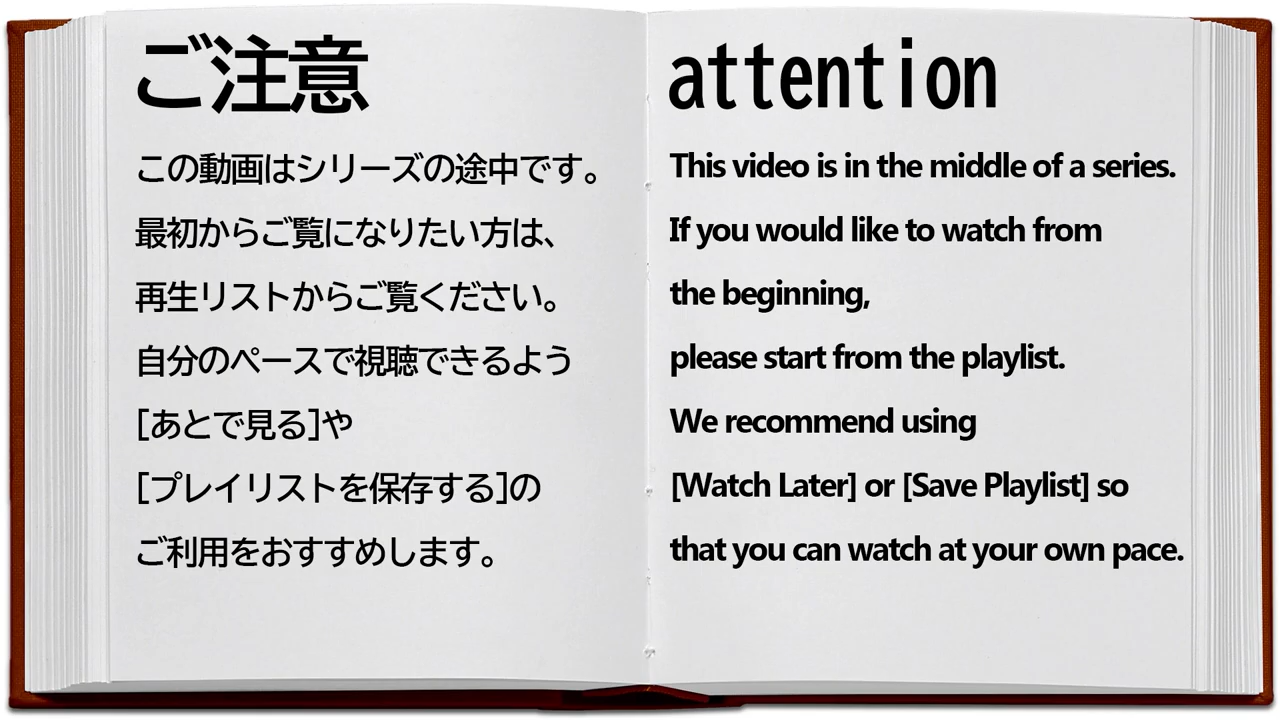 ご注意
この動画はシリーズの途中です。
最初からご覧になりたい方は、
再生リストからご覧ください。
自分のペースで視聴できるよう
[あとで見る]や
[プレイリストを保存する]の
ご利用をおすすめします。
attention
This video is in the middle of a series.
If you would like to watch from
the beginning,
please start from the playlist.
We recommend using
[Watch Later] or [Save Playlist] so
that you can watch at your own pace.